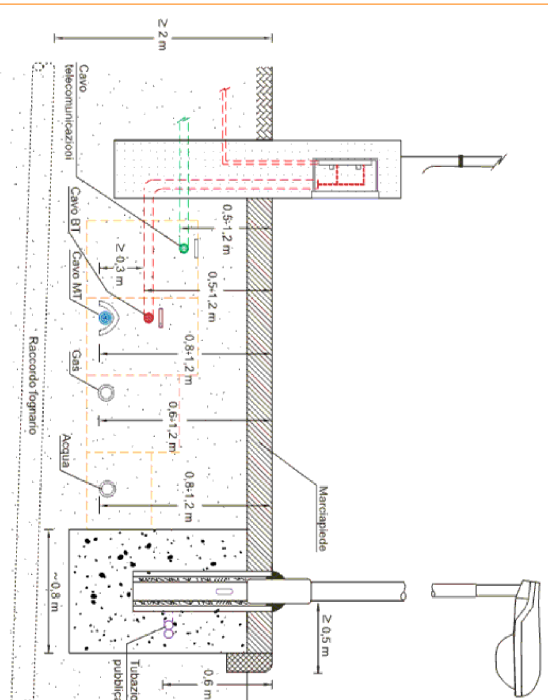 ≥ 2 m
Cavo
telecomunicazioni
Cavo BT
Cavo MT
Gas
Acqua
Raccordo fognario
0,5-1,2 m
≥ 0,3 m
0,5-1,2 m
0,8-1,2 m
0,6-1,2 m
0,8-1,2 m
Marciapiede
~0,8 m
≥ 0,5 m
0,6 m